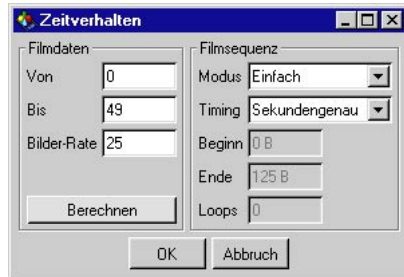 Zeitverhalten
Filmdaten
Von 0
Bis 49
Bilder-Rate 25
Berechnen
Filmsequenz
Modus Einfach
Timing Sekundengenau
Beginn 0 B
Ende 125 B
Loops 0
OK Abbruch